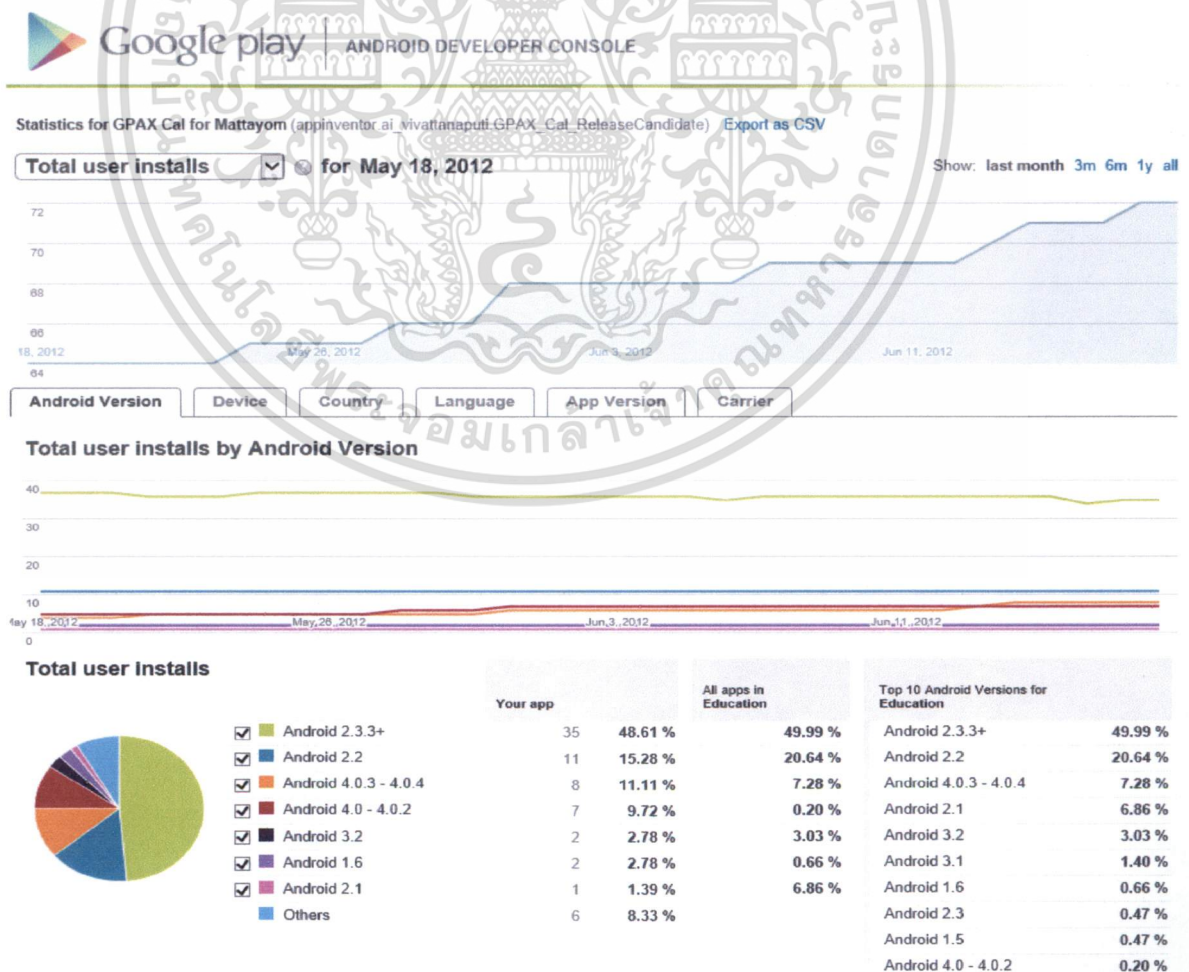 Google play | ANDROID DEVELOPER CONSOLE
Statistics for GPAX Cal for Mattayom (appinventor.ai_vivattanaputi.GPAX_Cal_ReleaseCandidate) Export as CSV
Total user installs for May 18, 2012
Show: last month 3m 6m 1y all
72
70
68
66
18, 2012 May 26, 2012 Jun 3, 2012 Jun 11, 2012
64
Android Version Device Country Language App Version Carrier
Total user installs by Android Version
40
30
20
10
May 18, 2012 May 26, 2012 Jun 3, 2012 Jun 11, 2012
0
Total user installs
Your app All apps in Education Top 10 Android Versions for Education
Android 2.3.3+ 35 48.61 % 49.99 % Android 2.3.3+ 49.99 %
Android 2.2 11 15.28 % 20.64 % Android 2.2 20.64 %
Android 4.0.3 - 4.0.4 8 11.11 % 7.28 % Android 4.0.3 - 4.0.4 7.28 %
Android 4.0 - 4.0.2 7 9.72 % 0.20 % Android 2.1 6.86 %
Android 3.2 2 2.78 % 3.03 % Android 3.2 3.03 %
Android 1.6 2 2.78 % 0.66 % Android 3.1 1.40 %
Android 2.1 1 1.39 % 6.86 % Android 1.6 0.66 %
Others 6 8.33 % Android 2.3 0.47 %
Android 1.5 0.47 %
Android 4.0 - 4.0.2 0.20 %